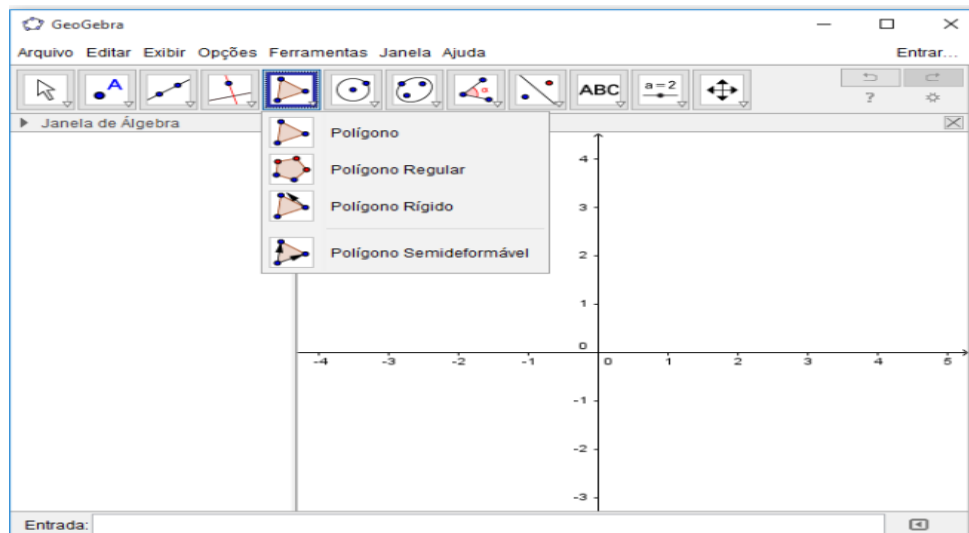 GeoGebra
Arquivo Editar Exibir Opções Ferramentas Janela Ajuda Entrar...
A α ABC a=2 ?
Janela de Álgebra
Polígono
Polígono Regular
Polígono Rígido
Polígono Semideformável
4
3
2
1
0
-4 -3 -2 -1 0 1 2 3 4 5
-1
-2
-3
Entrada: